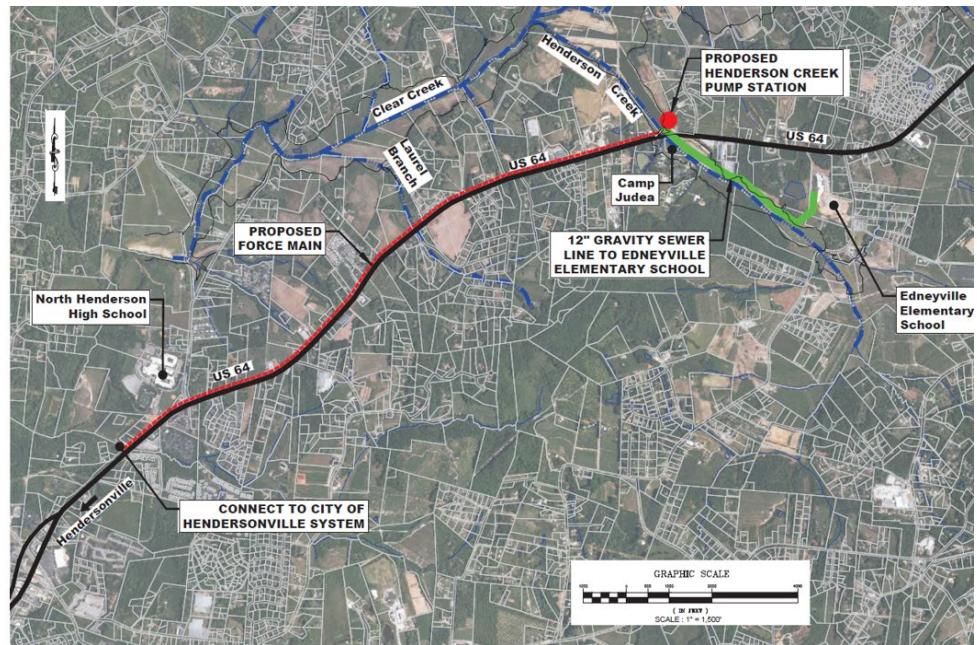 Henderson
Creek
PROPOSED
HENDERSON CREEK
PUMP STATION
Clear Creek
Laurel
Branch
US 64
US 64
Camp
Judea
PROPOSED
FORCE MAIN
12" GRAVITY SEWER
LINE TO EDNEYVILLE
ELEMENTARY SCHOOL
Edneyville
Elementary
School
North Henderson
High School
US 64
Hendersonville
CONNECT TO CITY OF
HENDERSONVILLE SYSTEM
GRAPHIC SCALE
( IN FEET )
SCALE : 1" = 1,500'